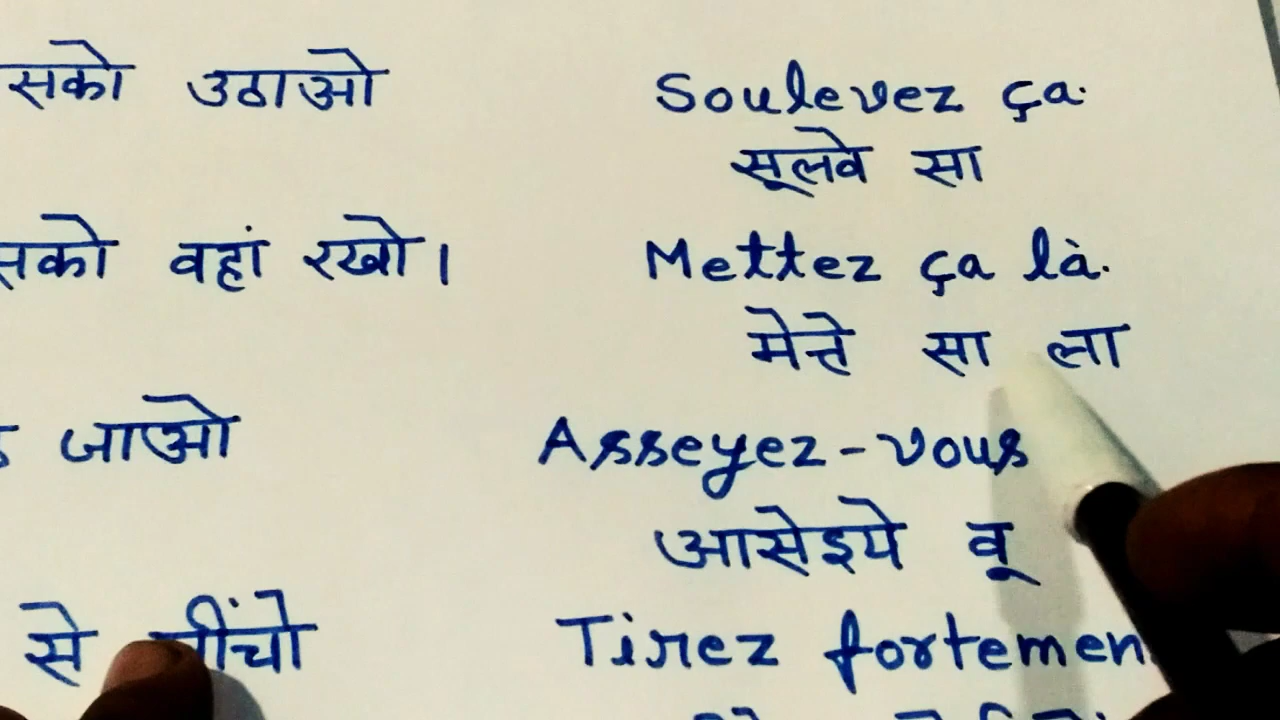 सको उठाओ Soulevez ça.
सूलवे सा
सको वहां रखो। Mettez ça là.
मेत्ते सा ला
जाओ Asseyez-vous
आसेइये वू
से Tirez fortemen